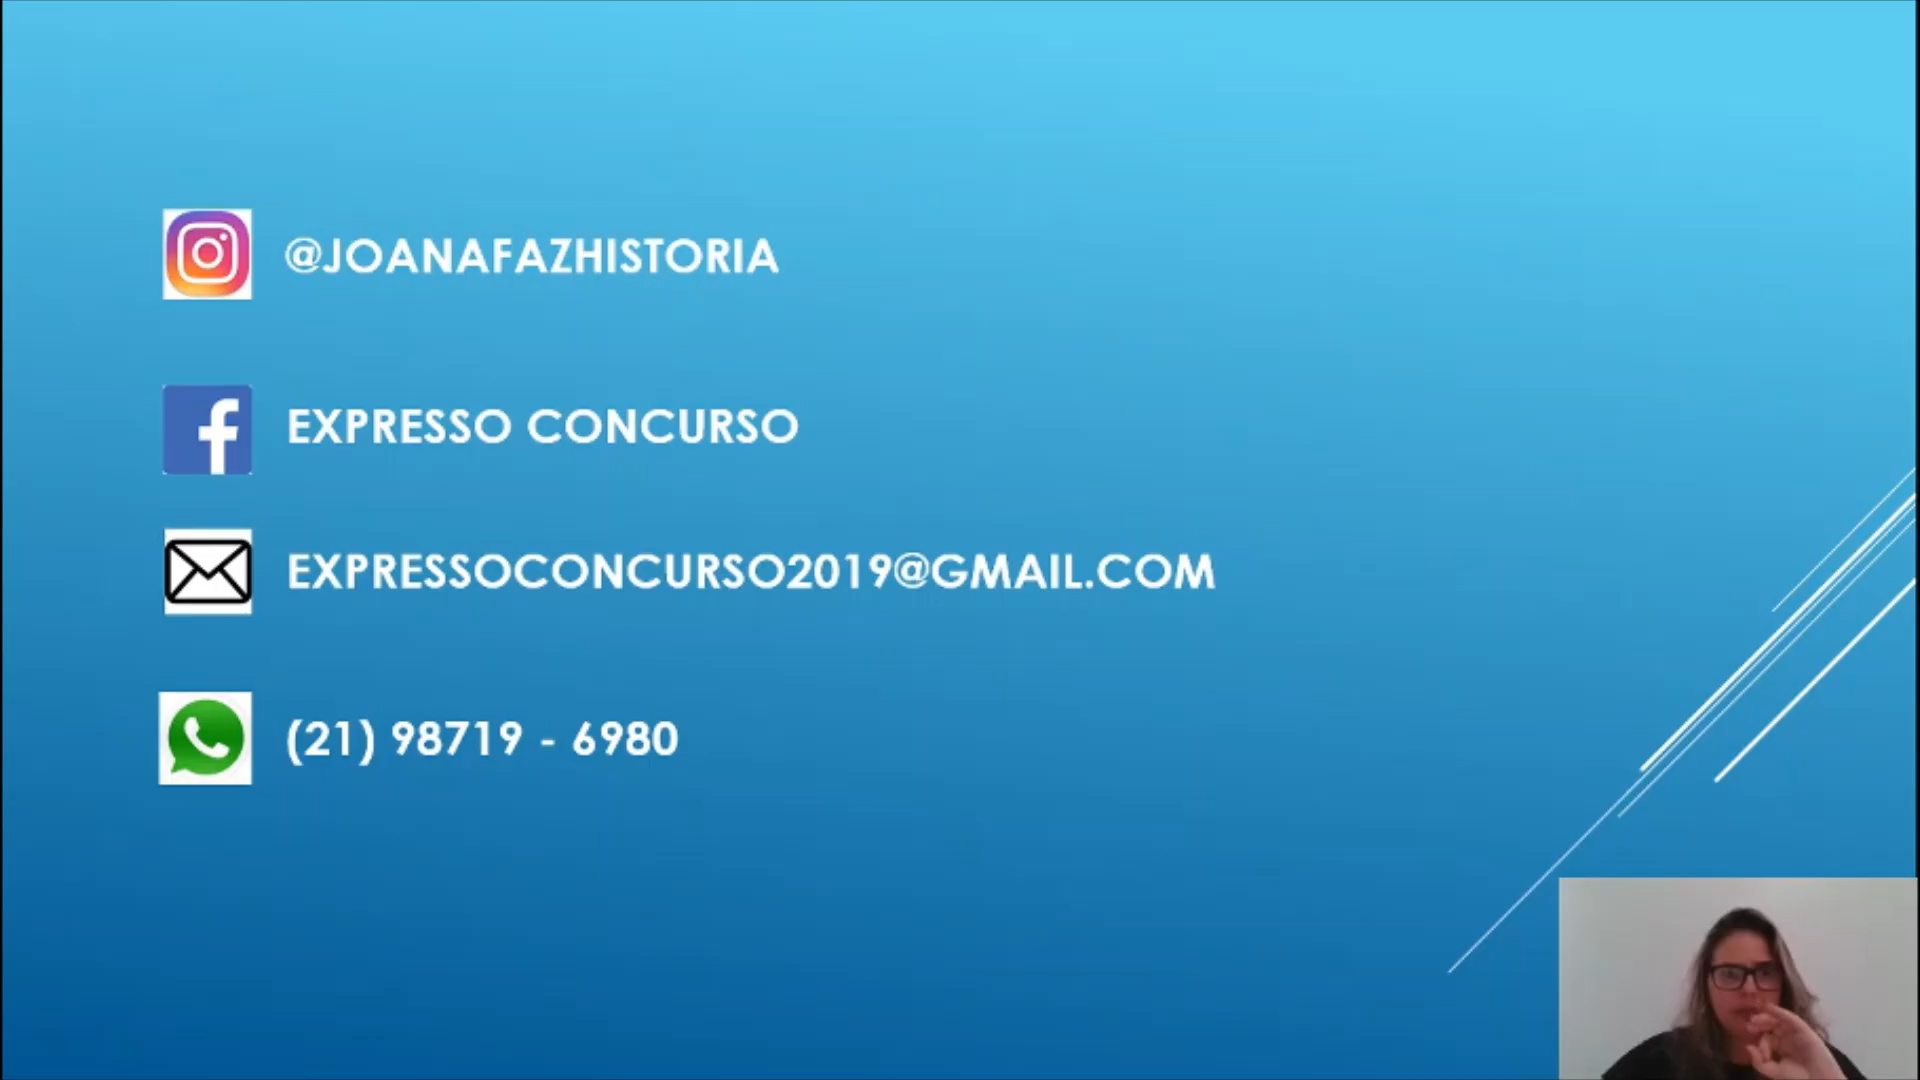 @JOANAFAZHISTORIA
EXPRESSO CONCURSO
EXPRESSOCONCURSO2019@GMAIL.COM
(21) 98719 - 6980